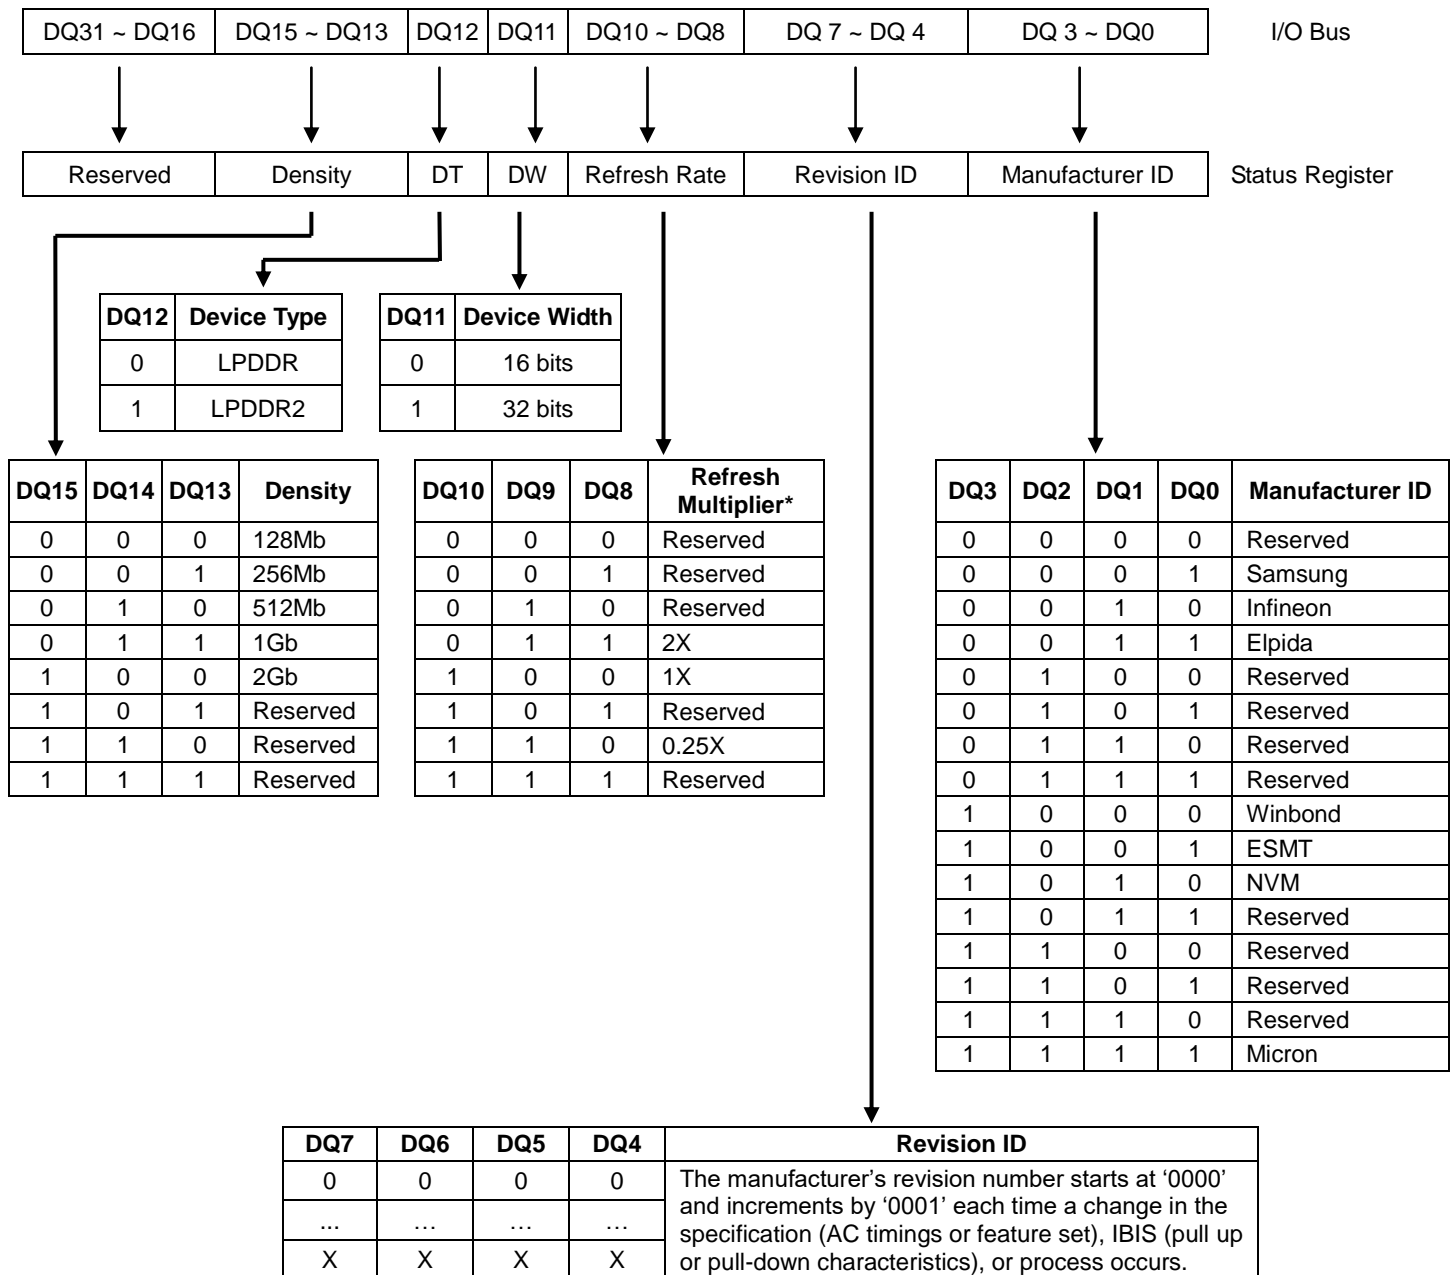 DQ31 ~ DQ16 DQ15 ~ DQ13 DQ12 DQ11 DQ10 ~ DQ8 DQ 7 ~ DQ 4 DQ 3 ~ DQ0 I/O Bus
Reserved Density DT DW Refresh Rate Revision ID Manufacturer ID Status Register
DQ12 Device Type
0 LPDDR
1 LPDDR2
DQ11 Device Width
0 16 bits
1 32 bits
DQ15 DQ14 DQ13 Density
0 0 0 128Mb
0 0 1 256Mb
0 1 0 512Mb
0 1 1 1Gb
1 0 0 2Gb
1 0 1 Reserved
1 1 0 Reserved
1 1 1 Reserved
DQ10 DQ9 DQ8 Refresh
Multiplier*
0 0 0 Reserved
0 0 1 Reserved
0 1 0 Reserved
0 1 1 2X
1 0 0 1X
1 0 1 Reserved
1 1 0 0.25X
1 1 1 Reserved
DQ3 DQ2 DQ1 DQ0 Manufacturer ID
0 0 0 0 Reserved
0 0 0 1 Samsung
0 0 1 0 Infineon
0 0 1 1 Elpida
0 1 0 0 Reserved
0 1 0 1 Reserved
0 1 1 0 Reserved
0 1 1 1 Reserved
1 0 0 0 Winbond
1 0 0 1 ESMT
1 0 1 0 NVM
1 0 1 1 Reserved
1 1 0 0 Reserved
1 1 0 1 Reserved
1 1 1 0 Reserved
1 1 1 1 Micron
DQ7 DQ6 DQ5 DQ4 Revision ID
0 0 0 0
... … … …
X X X X
The manufacturer’s revision number starts at ‘0000’
and increments by ‘0001’ each time a change in the
specification (AC timings or feature set), IBIS (pull up
or pull-down characteristics), or process occurs.